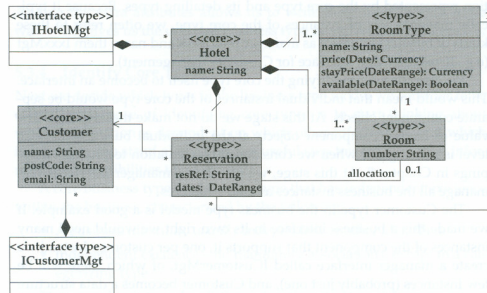 <<interface type>>
IHotelMgt
*
<<core>>
Hotel
name: String
1..*
<<type>>
RoomType
name: String
price(Date): Currency
stayPrice(DateRange): Currency
available(DateRange): Boolean
1
1..*
<<type>>
Room
number: String
0..1
allocation
<<core>>
Customer
name: String
postCode: String
email: String
1
*
*
<<type>>
Reservation
resRef: String
dates: DateRange
*
*
*
*
<<interface type>>
ICustomerMgt